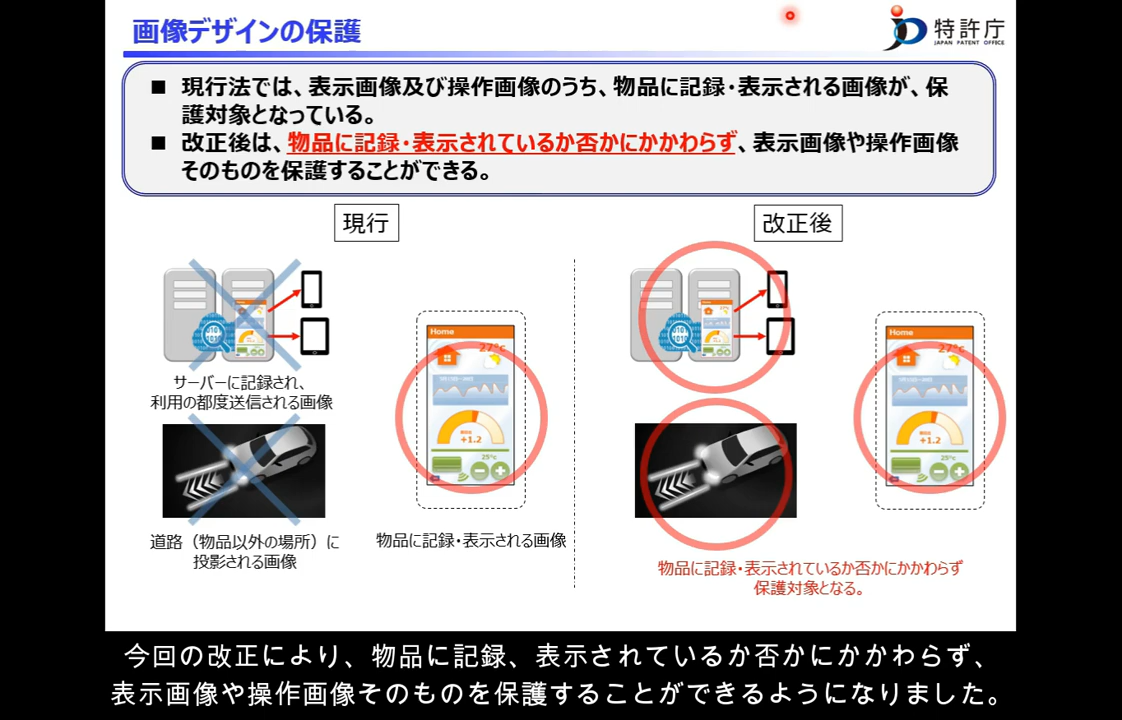 画像デザインの保護
特許庁
JAPAN PATENT OFFICE
■ 現行法では、表示画像及び操作画像のうち、物品に記録・表示される画像が、保
護対象となっている。
■ 改正後は、物品に記録・表示されているか否かにかかわらず、表示画像や操作画像
そのものを保護することができる。
現行
サーバーに記録され、
利用の都度送信される画像
道路（物品以外の場所）に
投影される画像
Home
27°c
+1.2
25°c
物品に記録・表示される画像
改正後
Home
27°c
+1.2
25°c
物品に記録・表示されているか否かにかかわらず
保護対象となる。
今回の改正により、物品に記録、表示されているか否かにかかわらず、
表示画像や操作画像そのものを保護することができるようになりました。